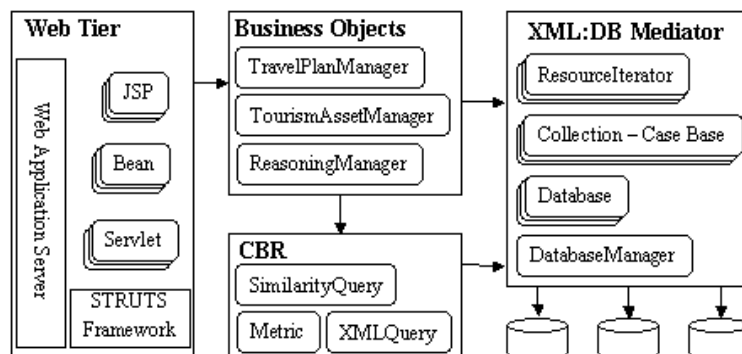 Web Tier
Web Application Server
JSP
Bean
Servlet
STRUTS
Framework
Business Objects
TravelPlanManager
TourismAssetManager
ReasoningManager
CBR
SimilarityQuery
Metric
XMLQuery
XML:DB Mediator
ResourceIterator
Collection – Case Base
Database
DatabaseManager